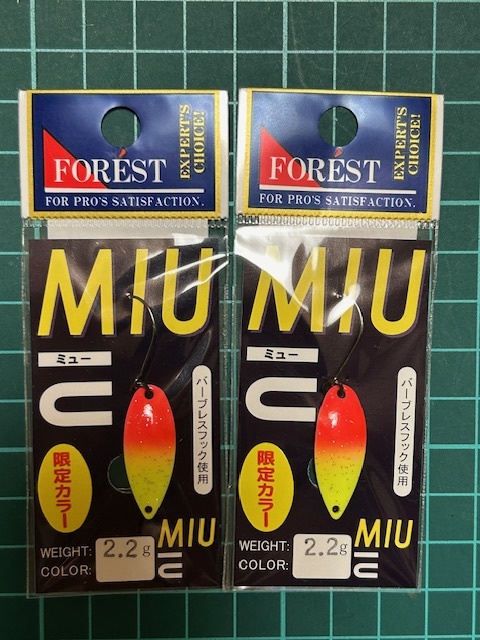 FORÉST
EXPERT'S
CHOICE!
FOR PRO'S SATISFACTION.
MIU
ミュー
バーブレスフック使用
限定カラー
MIU
WEIGHT: 2.2g
COLOR:
FORÉST
EXPERT'S
CHOICE!
FOR PRO'S SATISFACTION.
MIU
ミュー
バーブレスフック使用
限定カラー
MIU
WEIGHT: 2.2g
COLOR: